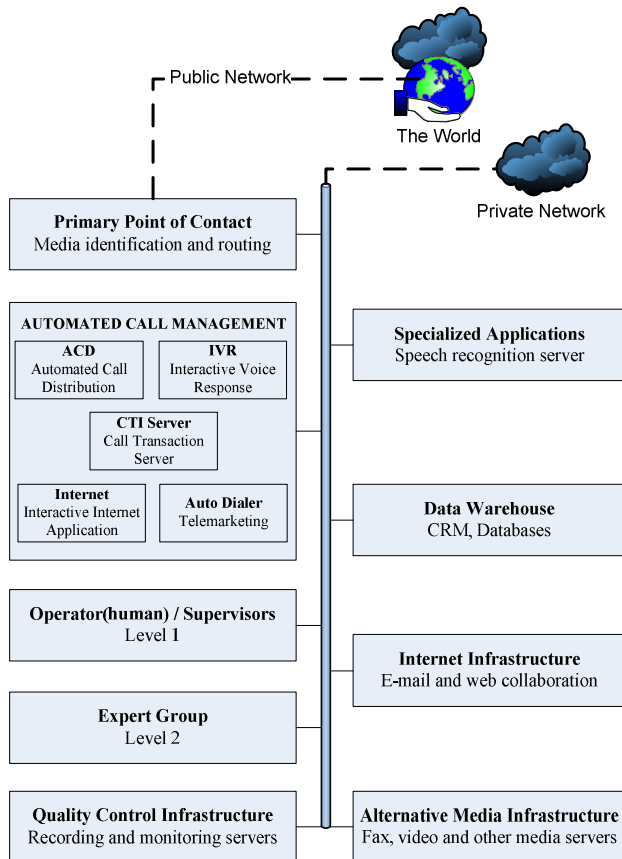 Public Network
The World
Private Network
Primary Point of Contact
Media identification and routing
AUTOMATED CALL MANAGEMENT
ACD
Automated Call
Distribution
IVR
Interactive Voice
Response
CTI Server
Call Transaction
Server
Internet
Interactive Internet
Application
Auto Dialer
Telemarketing
Operator(human) / Supervisors
Level 1
Expert Group
Level 2
Quality Control Infrastructure
Recording and monitoring servers
Specialized Applications
Speech recognition server
Data Warehouse
CRM, Databases
Internet Infrastructure
E-mail and web collaboration
Alternative Media Infrastructure
Fax, video and other media servers